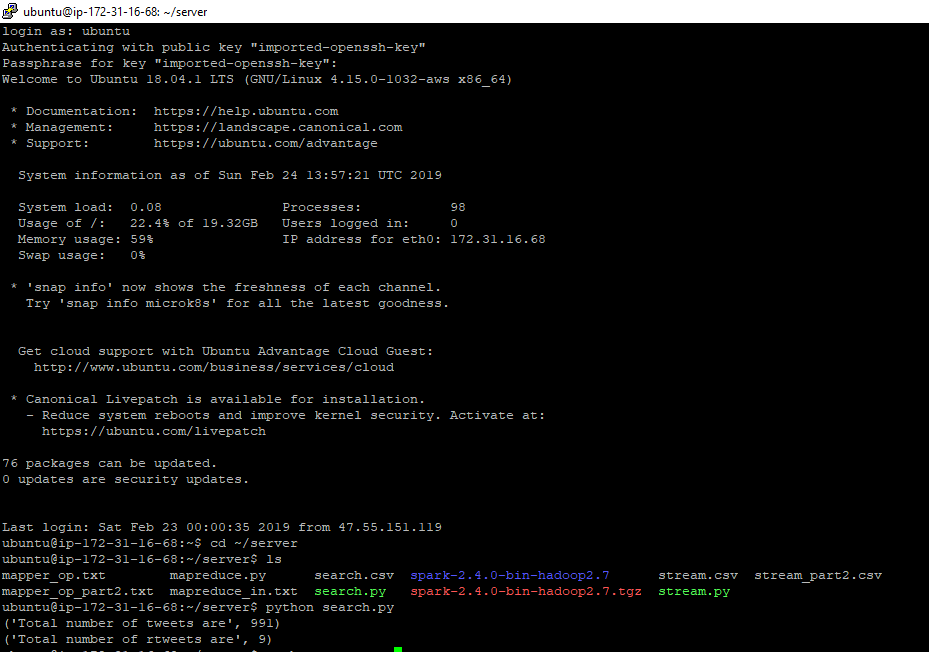 ubuntu@ip-172-31-16-68: ~/server
login as: ubuntu
Authenticating with public key "imported-openssh-key"
Passphrase for key "imported-openssh-key":
Welcome to Ubuntu 18.04.1 LTS (GNU/Linux 4.15.0-1032-aws x86_64)
* Documentation:  https://help.ubuntu.com
* Management:     https://landscape.canonical.com
* Support:        https://ubuntu.com/advantage
System information as of Sun Feb 24 13:57:21 UTC 2019
System load:  0.08               Processes:           98
Usage of /:   22.4% of 19.32GB   Users logged in:     0
Memory usage: 59%                IP address for eth0: 172.31.16.68
Swap usage:   0%
* 'snap info' now shows the freshness of each channel.
Try 'snap info microk8s' for all the latest goodness.
Get cloud support with Ubuntu Advantage Cloud Guest:
http://www.ubuntu.com/business/services/cloud
* Canonical Livepatch is available for installation.
- Reduce system reboots and improve kernel security. Activate at:
https://ubuntu.com/livepatch
76 packages can be updated.
0 updates are security updates.
Last login: Sat Feb 23 00:00:35 2019 from 47.55.151.119
ubuntu@ip-172-31-16-68:~$ cd ~/server
ubuntu@ip-172-31-16-68:~/server$ ls
mapper_op.txt        mapreduce.py      search.csv  spark-2.4.0-bin-hadoop2.7      stream.csv  stream_part2.csv
mapper_op_part2.txt  mapreduce_in.txt  search.py   spark-2.4.0-bin-hadoop2.7.tgz  stream.py
ubuntu@ip-172-31-16-68:~/server$ python search.py
('Total number of tweets are', 991)
('Total number of rtweets are', 9)